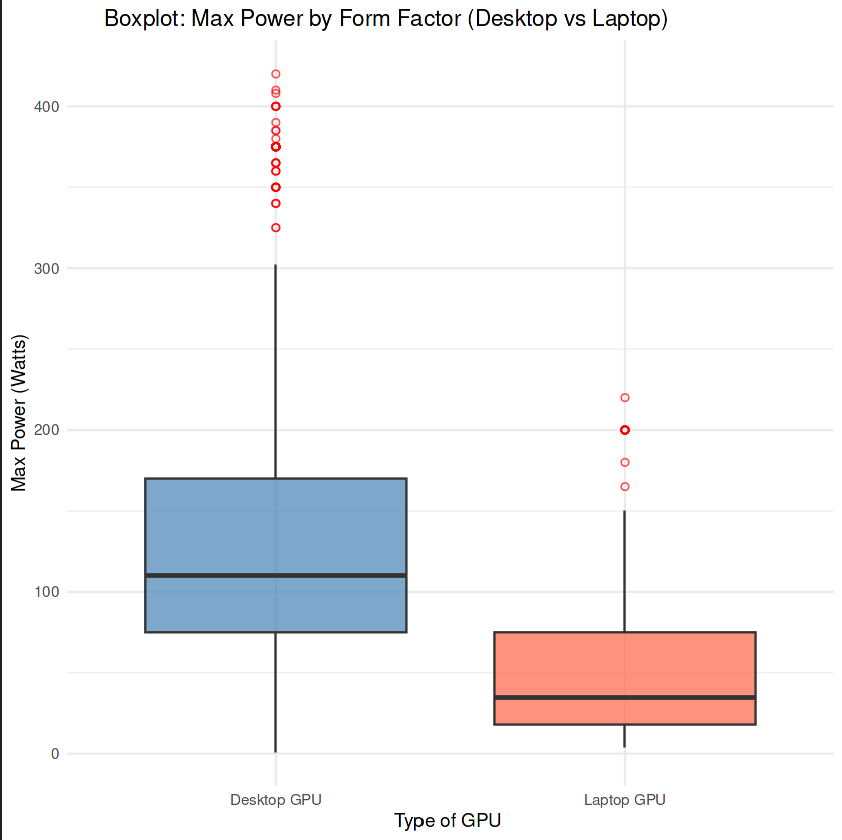 Boxplot: Max Power by Form Factor (Desktop vs Laptop)
Max Power (Watts)
400
300
200
100
0
Desktop GPU
Laptop GPU
Type of GPU